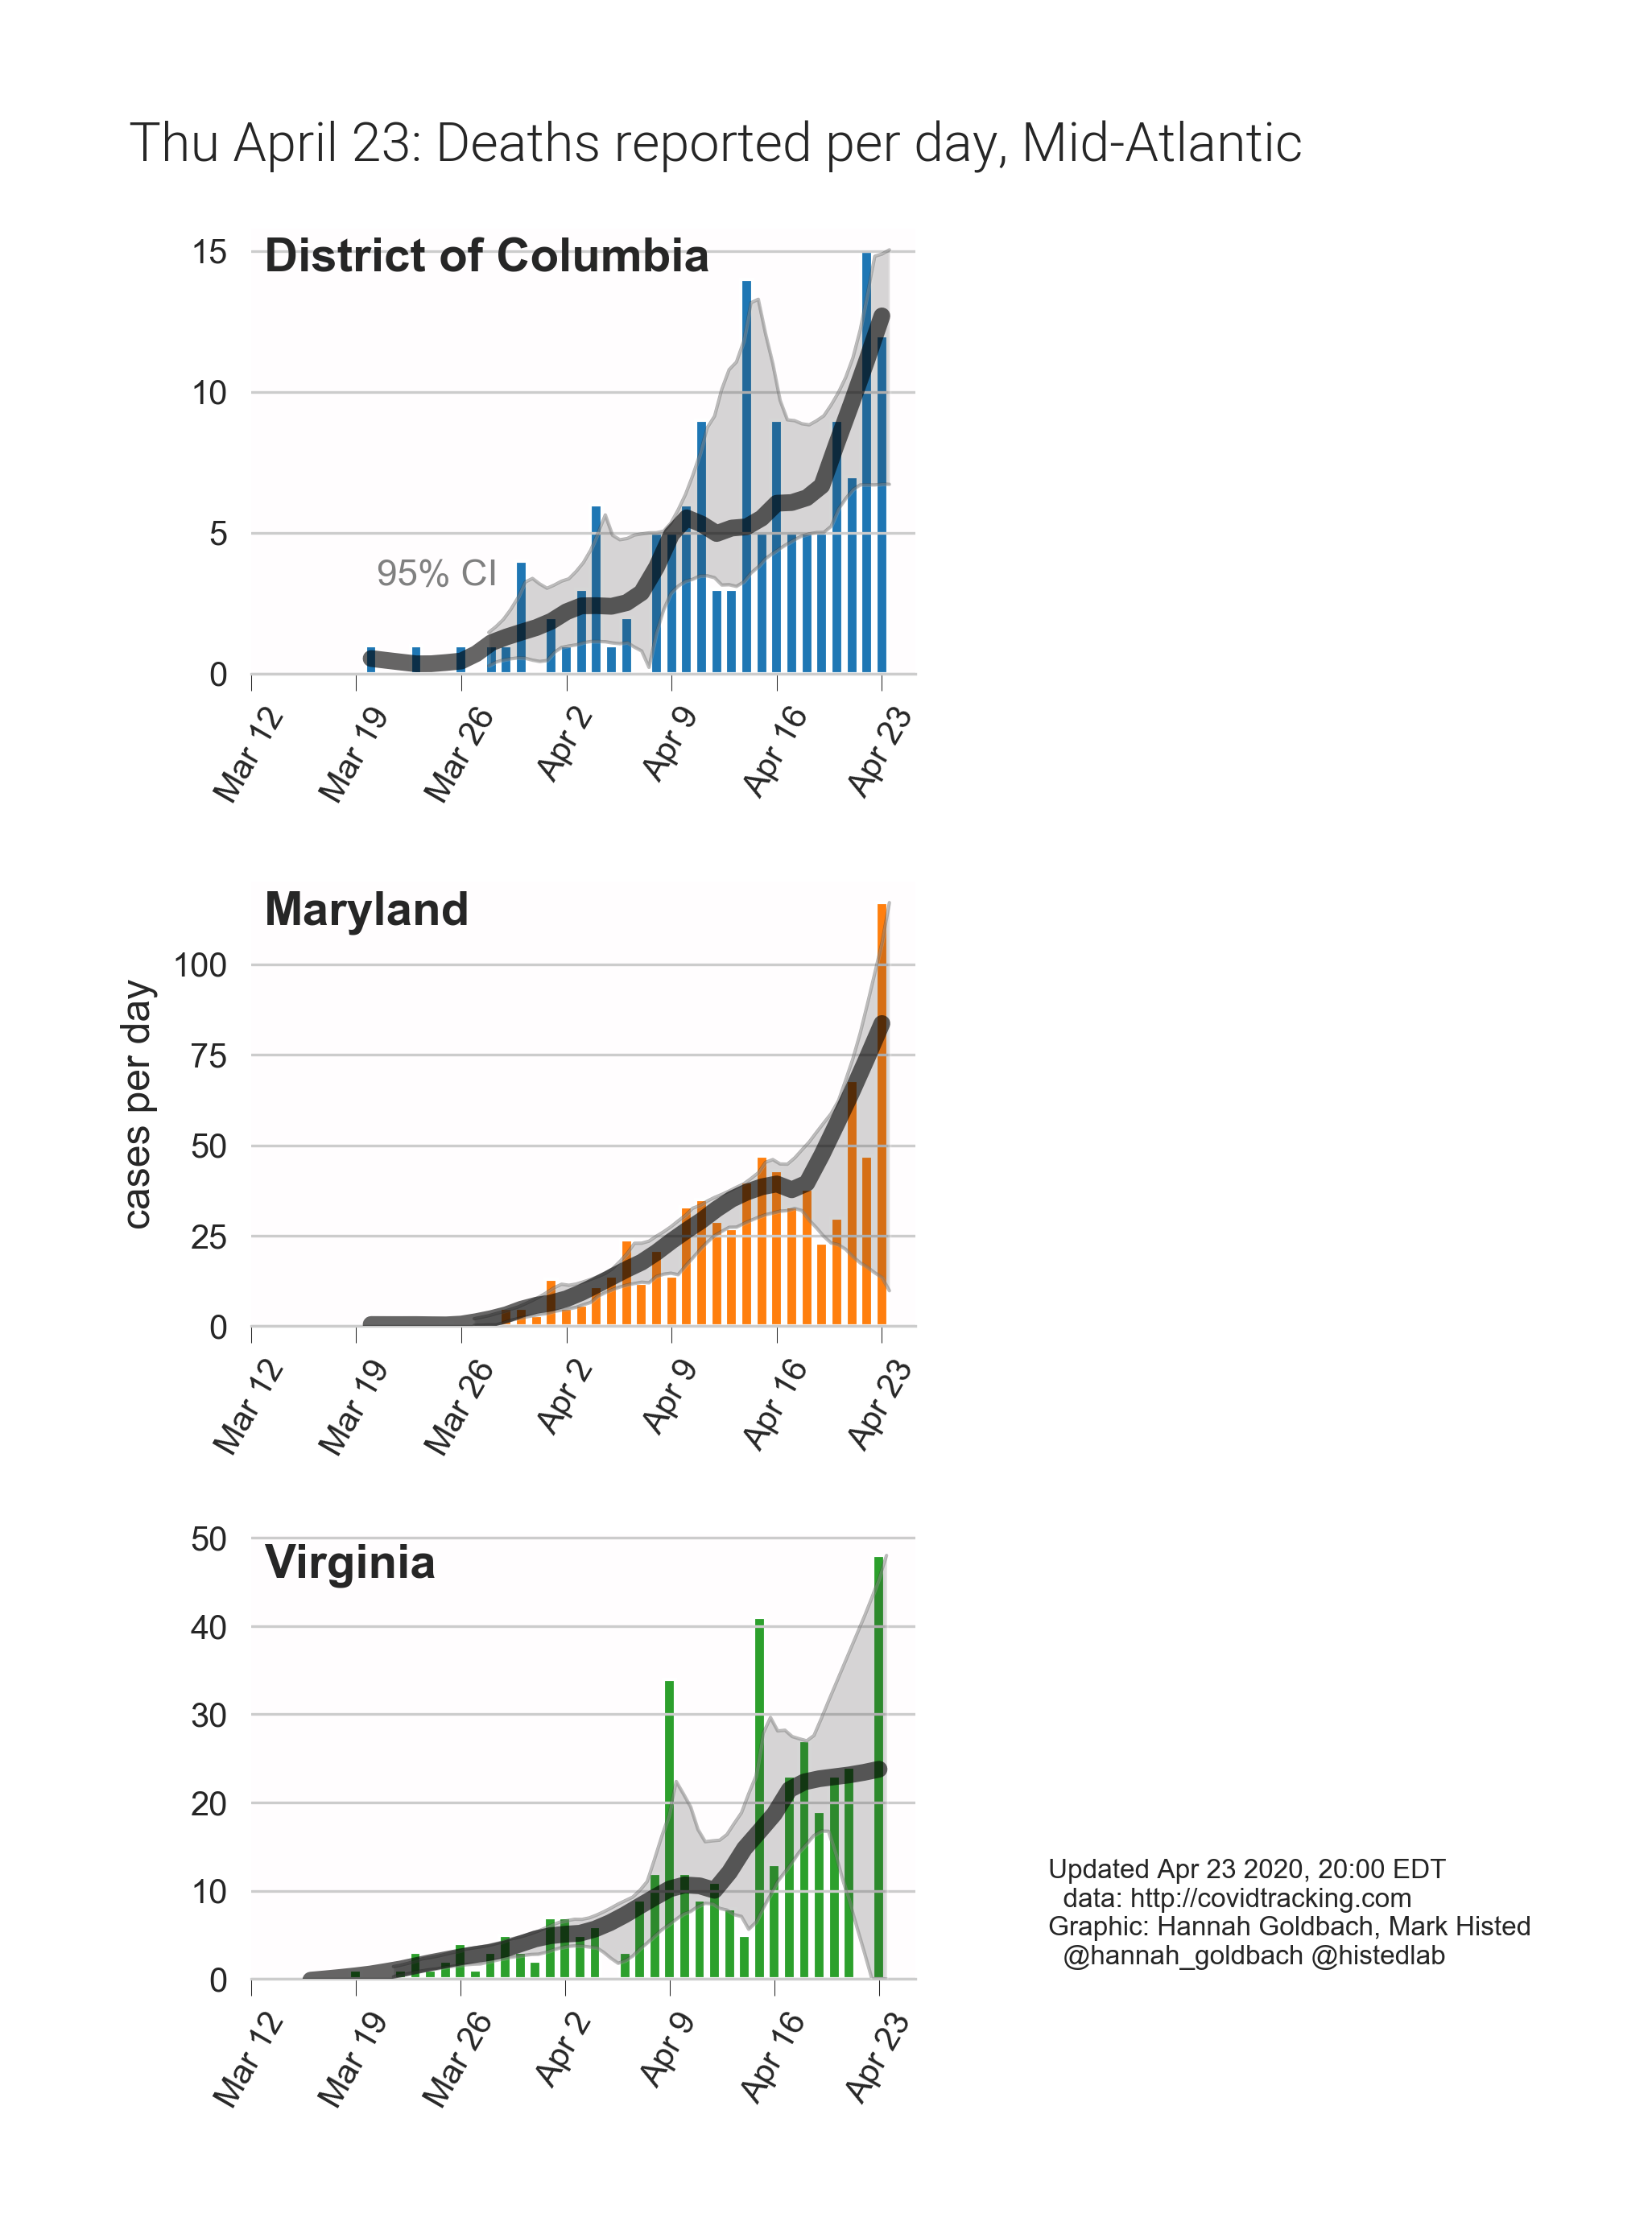 Thu April 23: Deaths reported per day, Mid-Atlantic
District of Columbia
15
10
5
0
95% CI
Mar 12
Mar 19
Mar 26
Apr 2
Apr 9
Apr 16
Apr 23
Maryland
cases per day
100
75
50
25
0
Mar 12
Mar 19
Mar 26
Apr 2
Apr 9
Apr 16
Apr 23
Virginia
50
40
30
20
10
0
Mar 12
Mar 19
Mar 26
Apr 2
Apr 9
Apr 16
Apr 23
Updated Apr 23 2020, 20:00 EDT
data: http://covidtracking.com
Graphic: Hannah Goldbach, Mark Histed
@hannah_goldbach @histedlab